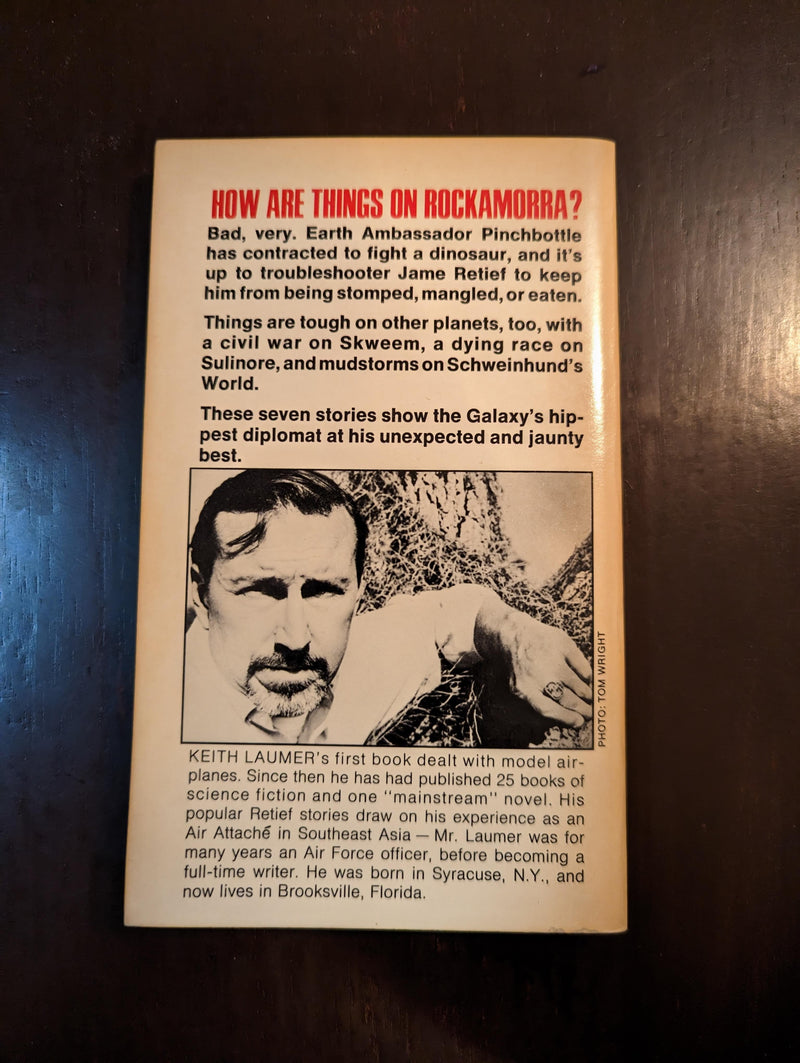 HOW ARE THINGS ON ROCKAMORRA?
Bad, very. Earth Ambassador Pinchbottle
has contracted to fight a dinosaur, and it's
up to troubleshooter Jame Retief to keep
him from being stomped, mangled, or eaten.
Things are tough on other planets, too, with
a civil war on Skweem, a dying race on
Sulinore, and mudstorms on Schweinhund's
World.
These seven stories show the Galaxy's hip-
pest diplomat at his unexpected and jaunty
best.
PHOTO: TOM WRIGHT
KEITH LAUMER's first book dealt with model air-
planes. Since then he has had published 25 books of
science fiction and one "mainstream" novel. His
popular Retief stories draw on his experience as an
Air Attaché in Southeast Asia — Mr. Laumer was for
many years an Air Force officer, before becoming a
full-time writer. He was born in Syracuse, N.Y., and
now lives in Brooksville, Florida.